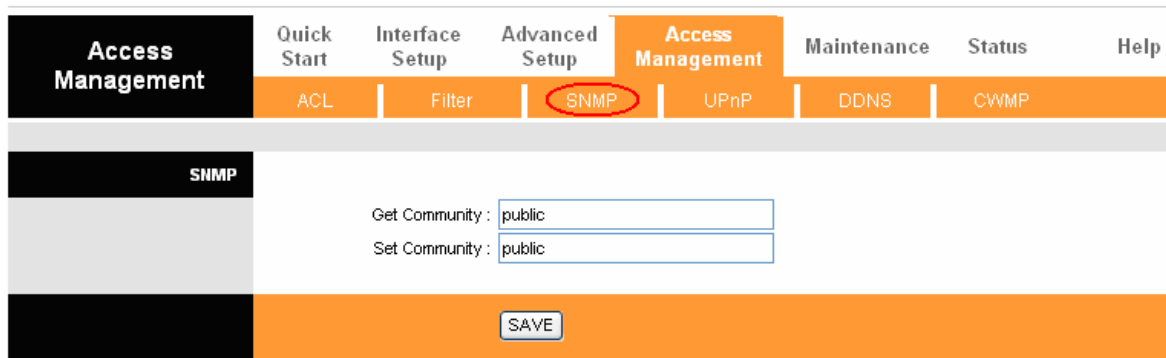 Access Management
Quick Start
Interface Setup
Advanced Setup
Access Management
Maintenance
Status
Help
ACL
Filter
SNMP
UPnP
DDNS
CWMP
SNMP
Get Community : public
Set Community : public
SAVE